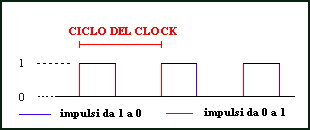 CICLO DEL CLOCK
1
0
impulsi da 1 a 0 impulsi da 0 a 1